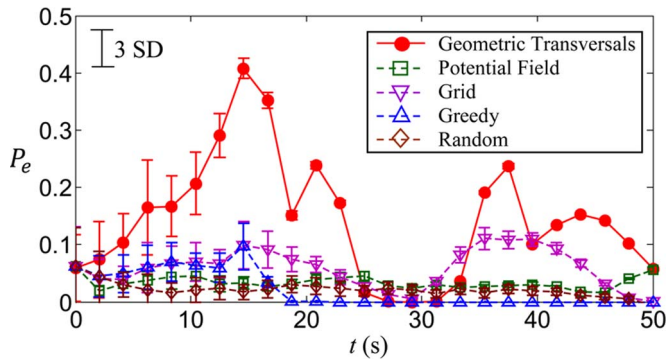 0.5
3 SD
Geometric Transversals
Potential Field
Grid
Greedy
Random
0.4
0.3
P_e
0.2
0.1
0
0 10 20 30 40 50
t (s)